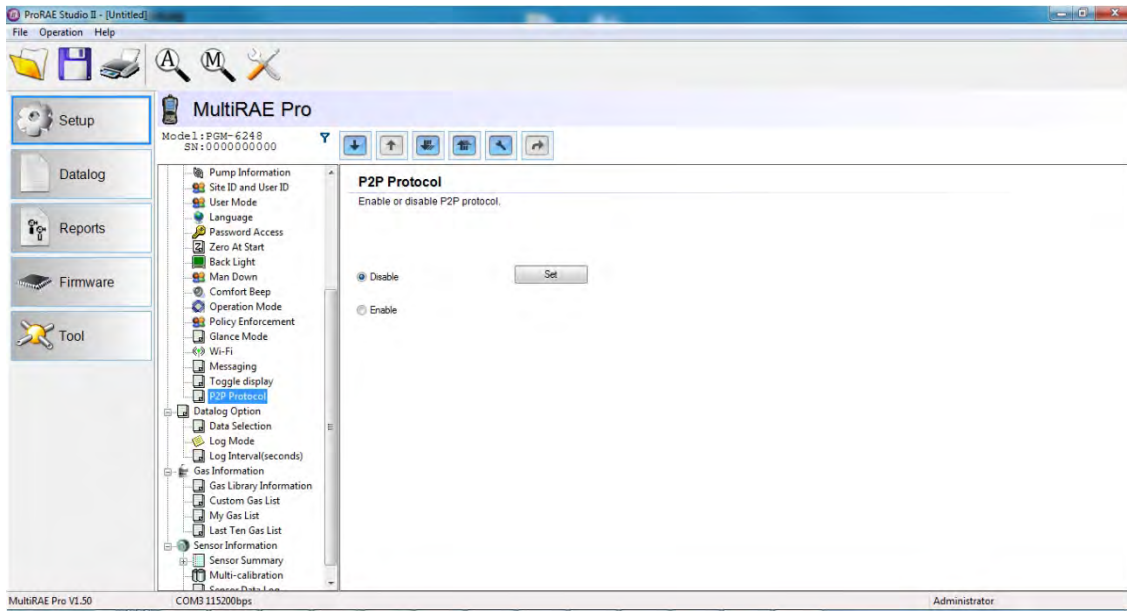 ProRAE Studio II - [Untitled]
File Operation Help
A M
Setup
Datalog
Reports
Firmware
Tool
MultiRAE Pro
Model:PGM-6248
SN:0000000000
Pump Information
Site ID and User ID
User Mode
Language
Password Access
Zero At Start
Back Light
Man Down
Comfort Beep
Operation Mode
Policy Enforcement
Glance Mode
Wi-Fi
Messaging
Toggle display
P2P Protocol
Datalog Option
Data Selection
Log Mode
Log Interval(seconds)
Gas Information
Gas Library Information
Custom Gas List
My Gas List
Last Ten Gas List
Sensor Information
Sensor Summary
Multi-calibration
Sensor Data Log
P2P Protocol
Enable or disable P2P protocol.
Disable Set
Enable
MultiRAE Pro V1.50 COM3 115200bps Administrator